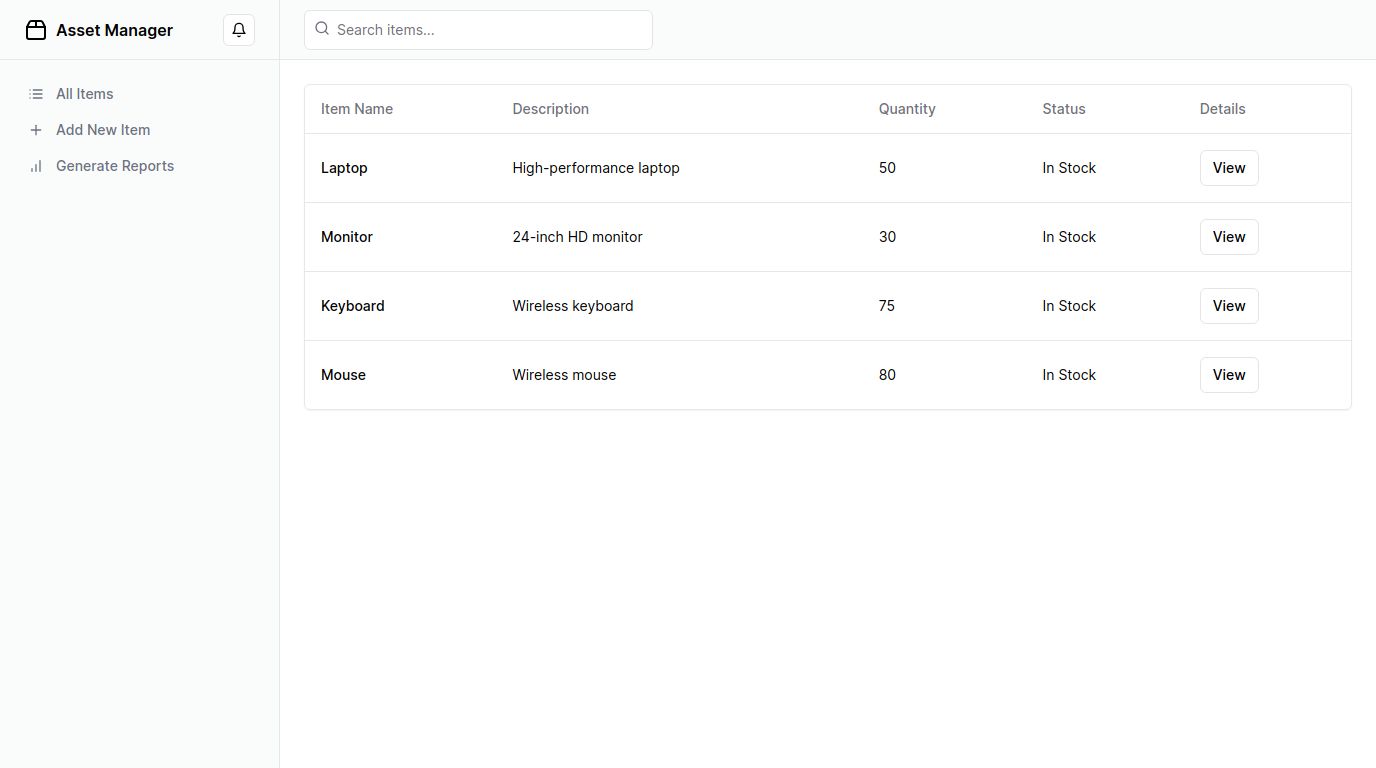 Asset Manager
Search items...
All Items
Add New Item
Generate Reports
Item Name Description Quantity Status Details
Laptop High-performance laptop 50 In Stock View
Monitor 24-inch HD monitor 30 In Stock View
Keyboard Wireless keyboard 75 In Stock View
Mouse Wireless mouse 80 In Stock View